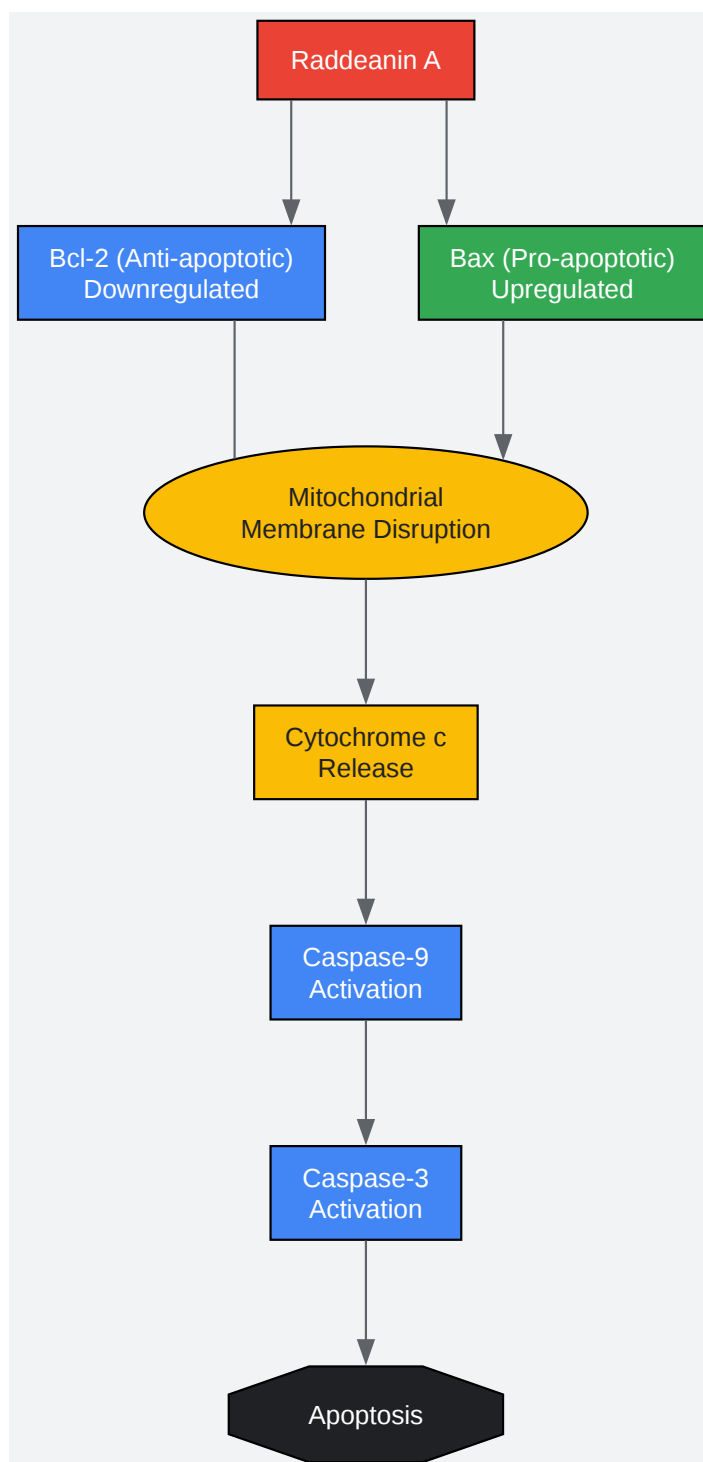 Raddeanin A
Bcl-2 (Anti-apoptotic)
Downregulated
Bax (Pro-apoptotic)
Upregulated
Mitochondrial
Membrane Disruption
Cytochrome c
Release
Caspase-9
Activation
Caspase-3
Activation
Apoptosis